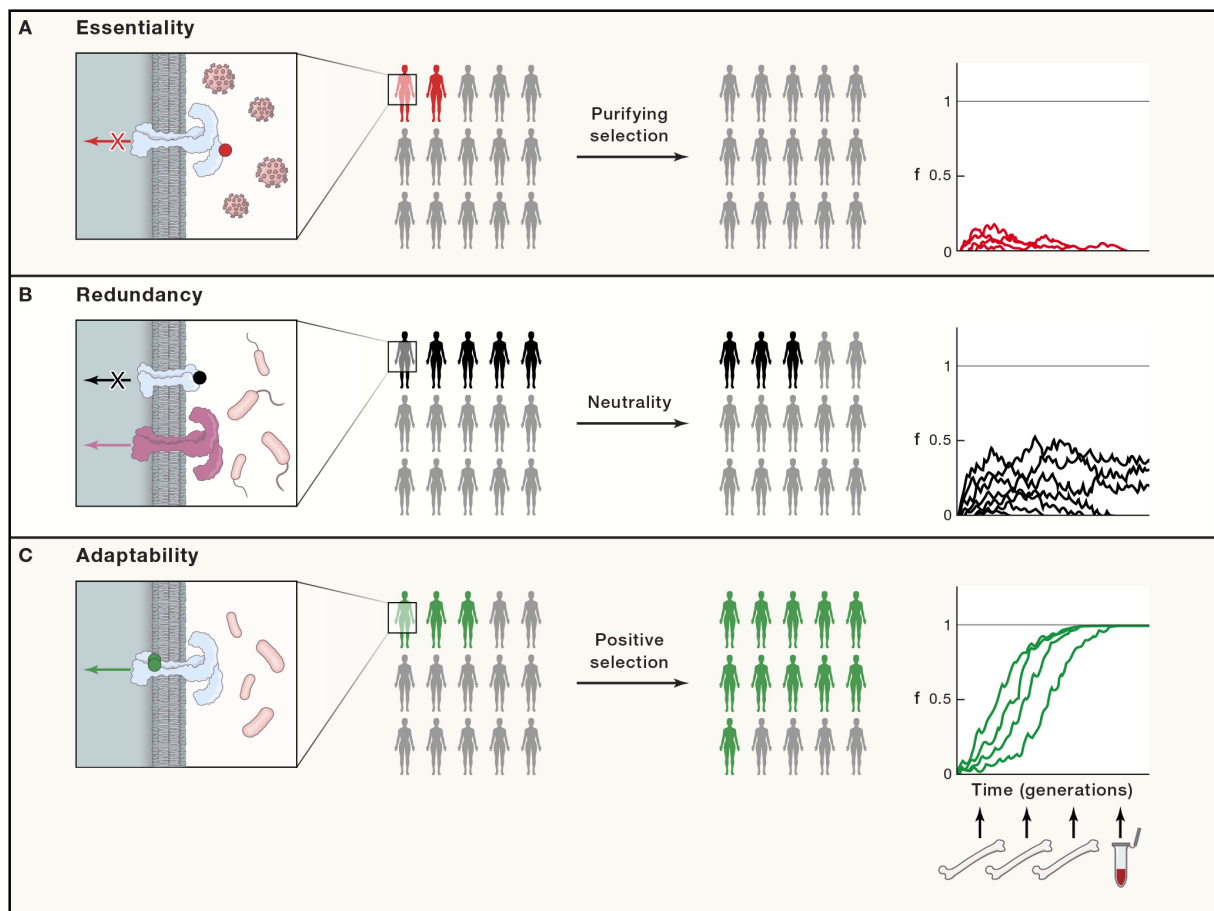 A Essentiality
X
Purifying
selection
1
f 0.5
0
B Redundancy
X
Neutrality
1
f 0.5
0
C Adaptability
Positive
selection
1
f 0.5
0
Time (generations)